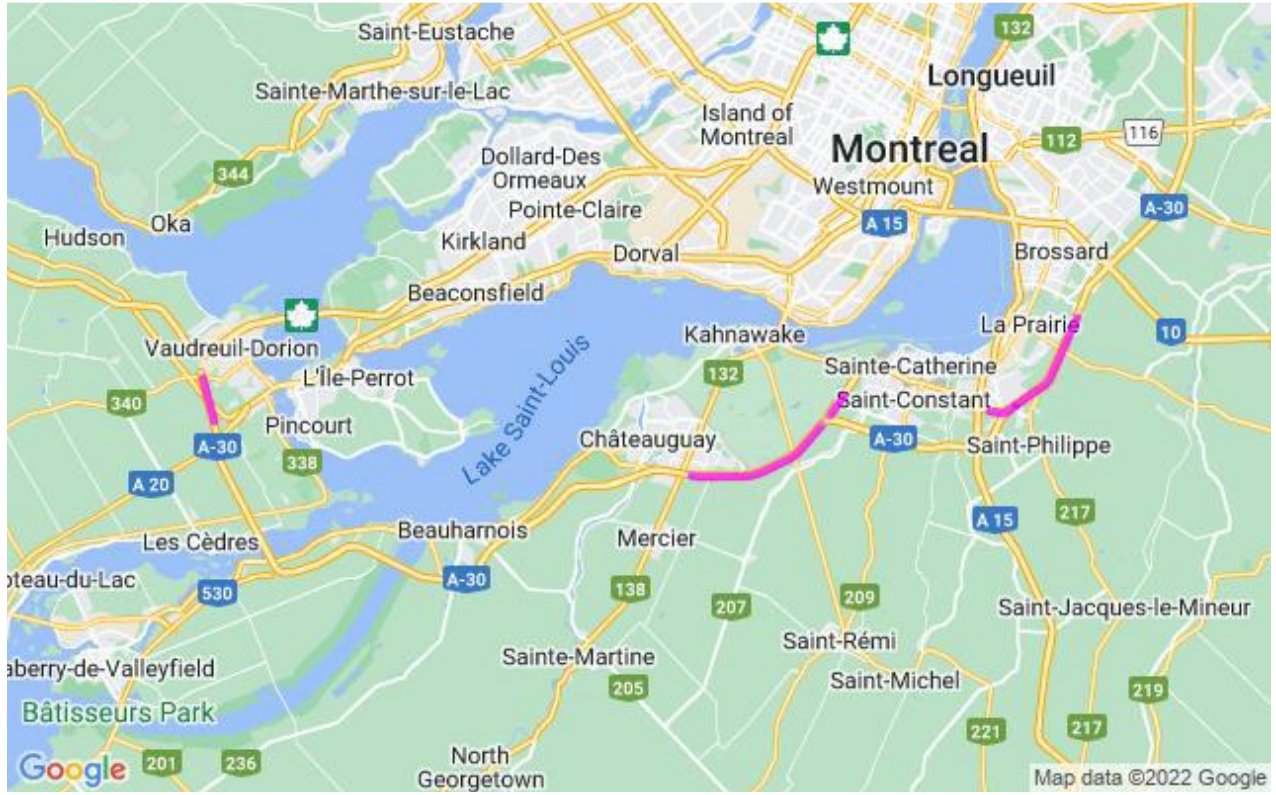 Saint-Eustache
132
Longueuil
Sainte-Marthe-sur-le-Lac
Island of
Montreal
112
116
Montreal
Dollard-Des
Ormeaux
344
Westmount
Pointe-Claire
A 15
A-30
Oka
Hudson
Kirkland
Dorval
Brossard
Beaconsfield
La Prairie
10
Kahnawake
Vaudreuil-Dorion
132
Sainte-Catherine
L'Île-Perrot
340
Saint-Constant
Pincourt
Lake Saint-Louis
Châteauguay
A-30
Saint-Philippe
A-30
338
A 20
217
A 15
Beauharnois
Mercier
Les Cèdres
oteau-du-Lac
A-30
530
138
207
209
Saint-Jacques-le-Mineur
Saint-Rémi
Sainte-Martine
aberry-de-Valleyfield
Saint-Michel
205
219
Bâtisseurs Park
221
217
201
236
North
Georgetown
Google
Map data ©2022 Google